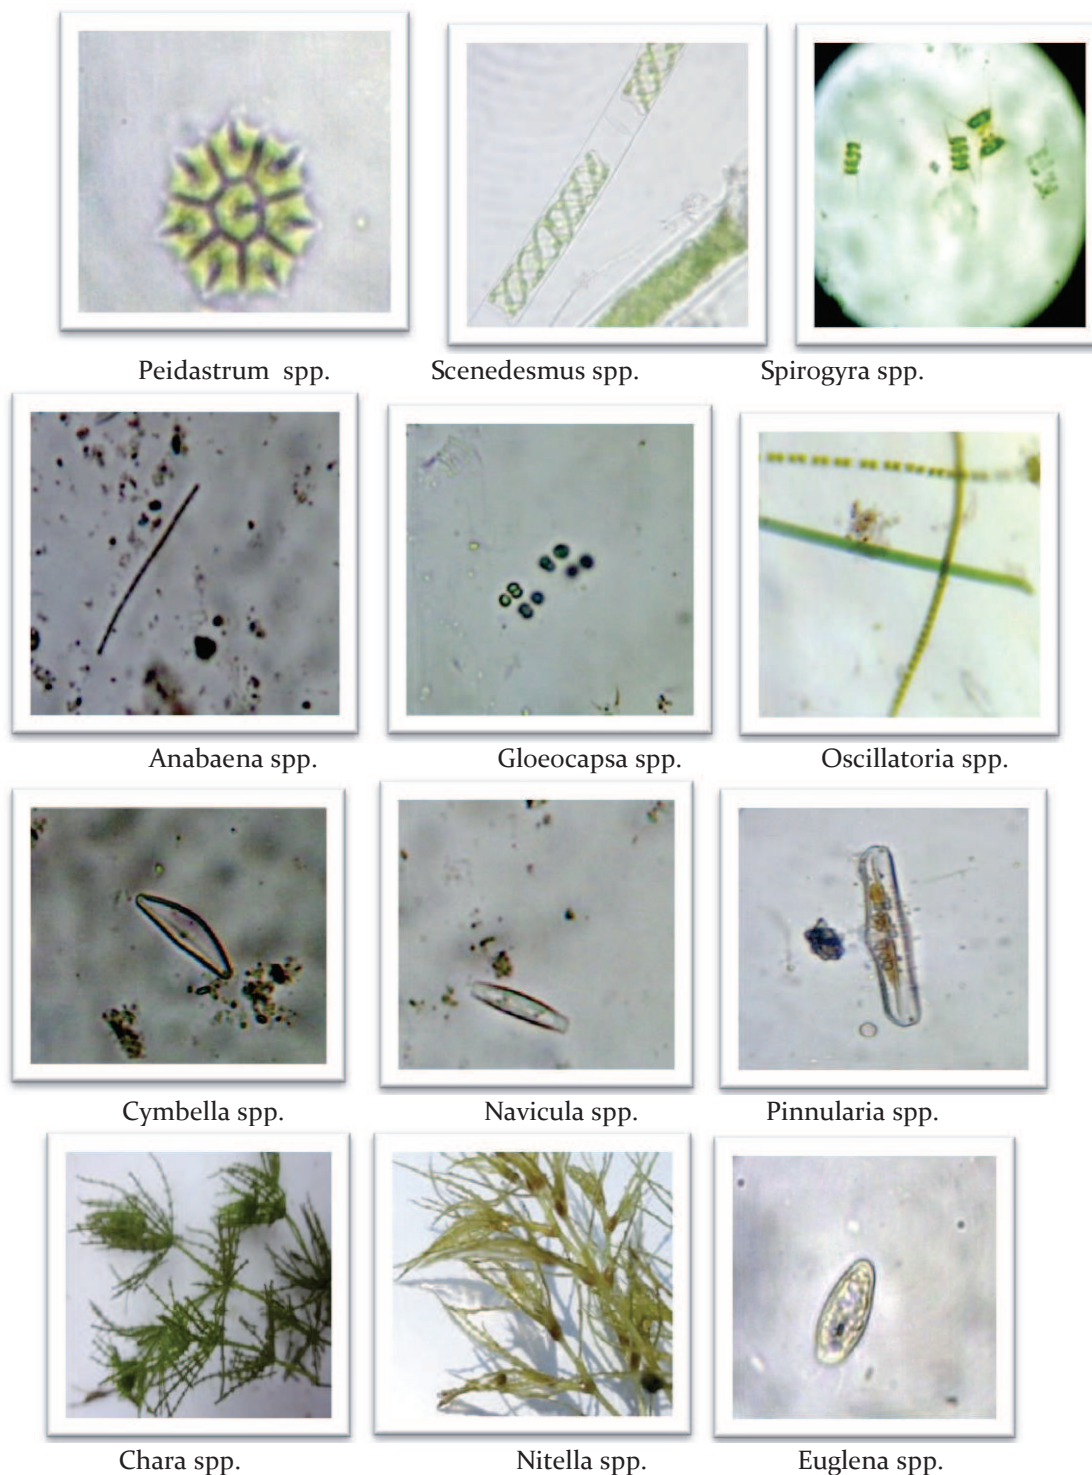 Peidastrum spp.
Scenedesmus spp.
Spirogyra spp.
Anabaena spp.
Gloeocapsa spp.
Oscillatoria spp.
Cymbella spp.
Navicula spp.
Pinnularia spp.
Chara spp.
Nitella spp.
Euglena spp.